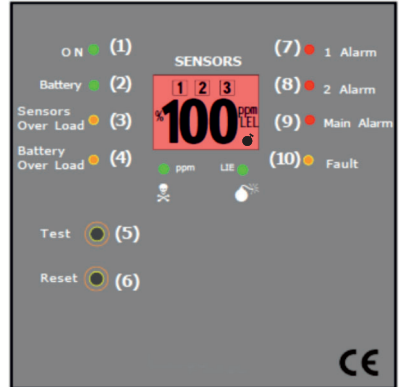 ON (1)
Battery (2)
Sensors
Over Load (3)
Battery
Over Load (4)
SENSORS
1 2 3
% 100 ppm
LEL
ppm LIE
(7) 1 Alarm
(8) 2 Alarm
(9) Main Alarm
(10) Fault
Test (5)
Reset (6)
CE